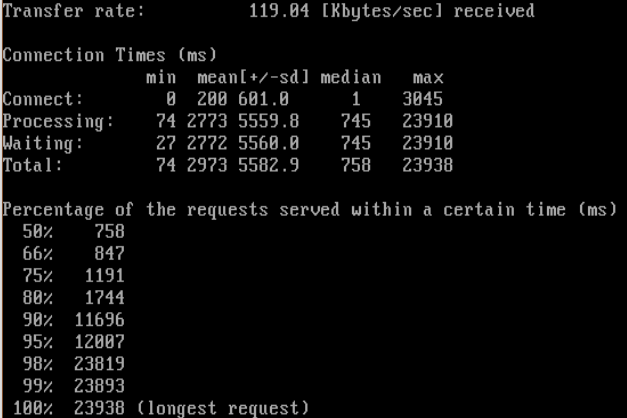 Transfer rate:          119.04 [Kbytes/sec] received

Connection Times (ms)
              min  mean[+/-sd] median   max
Connect:        0  200 601.0      1    3045
Processing:    74 2773 5559.8    745   23910
Waiting:       27 2772 5560.0    745   23910
Total:         74 2973 5582.9    758   23938

Percentage of the requests served within a certain time (ms)
  50%    758
  66%    847
  75%   1191
  80%   1744
  90%  11696
  95%  12007
  98%  23819
  99%  23893
 100%  23938 (longest request)